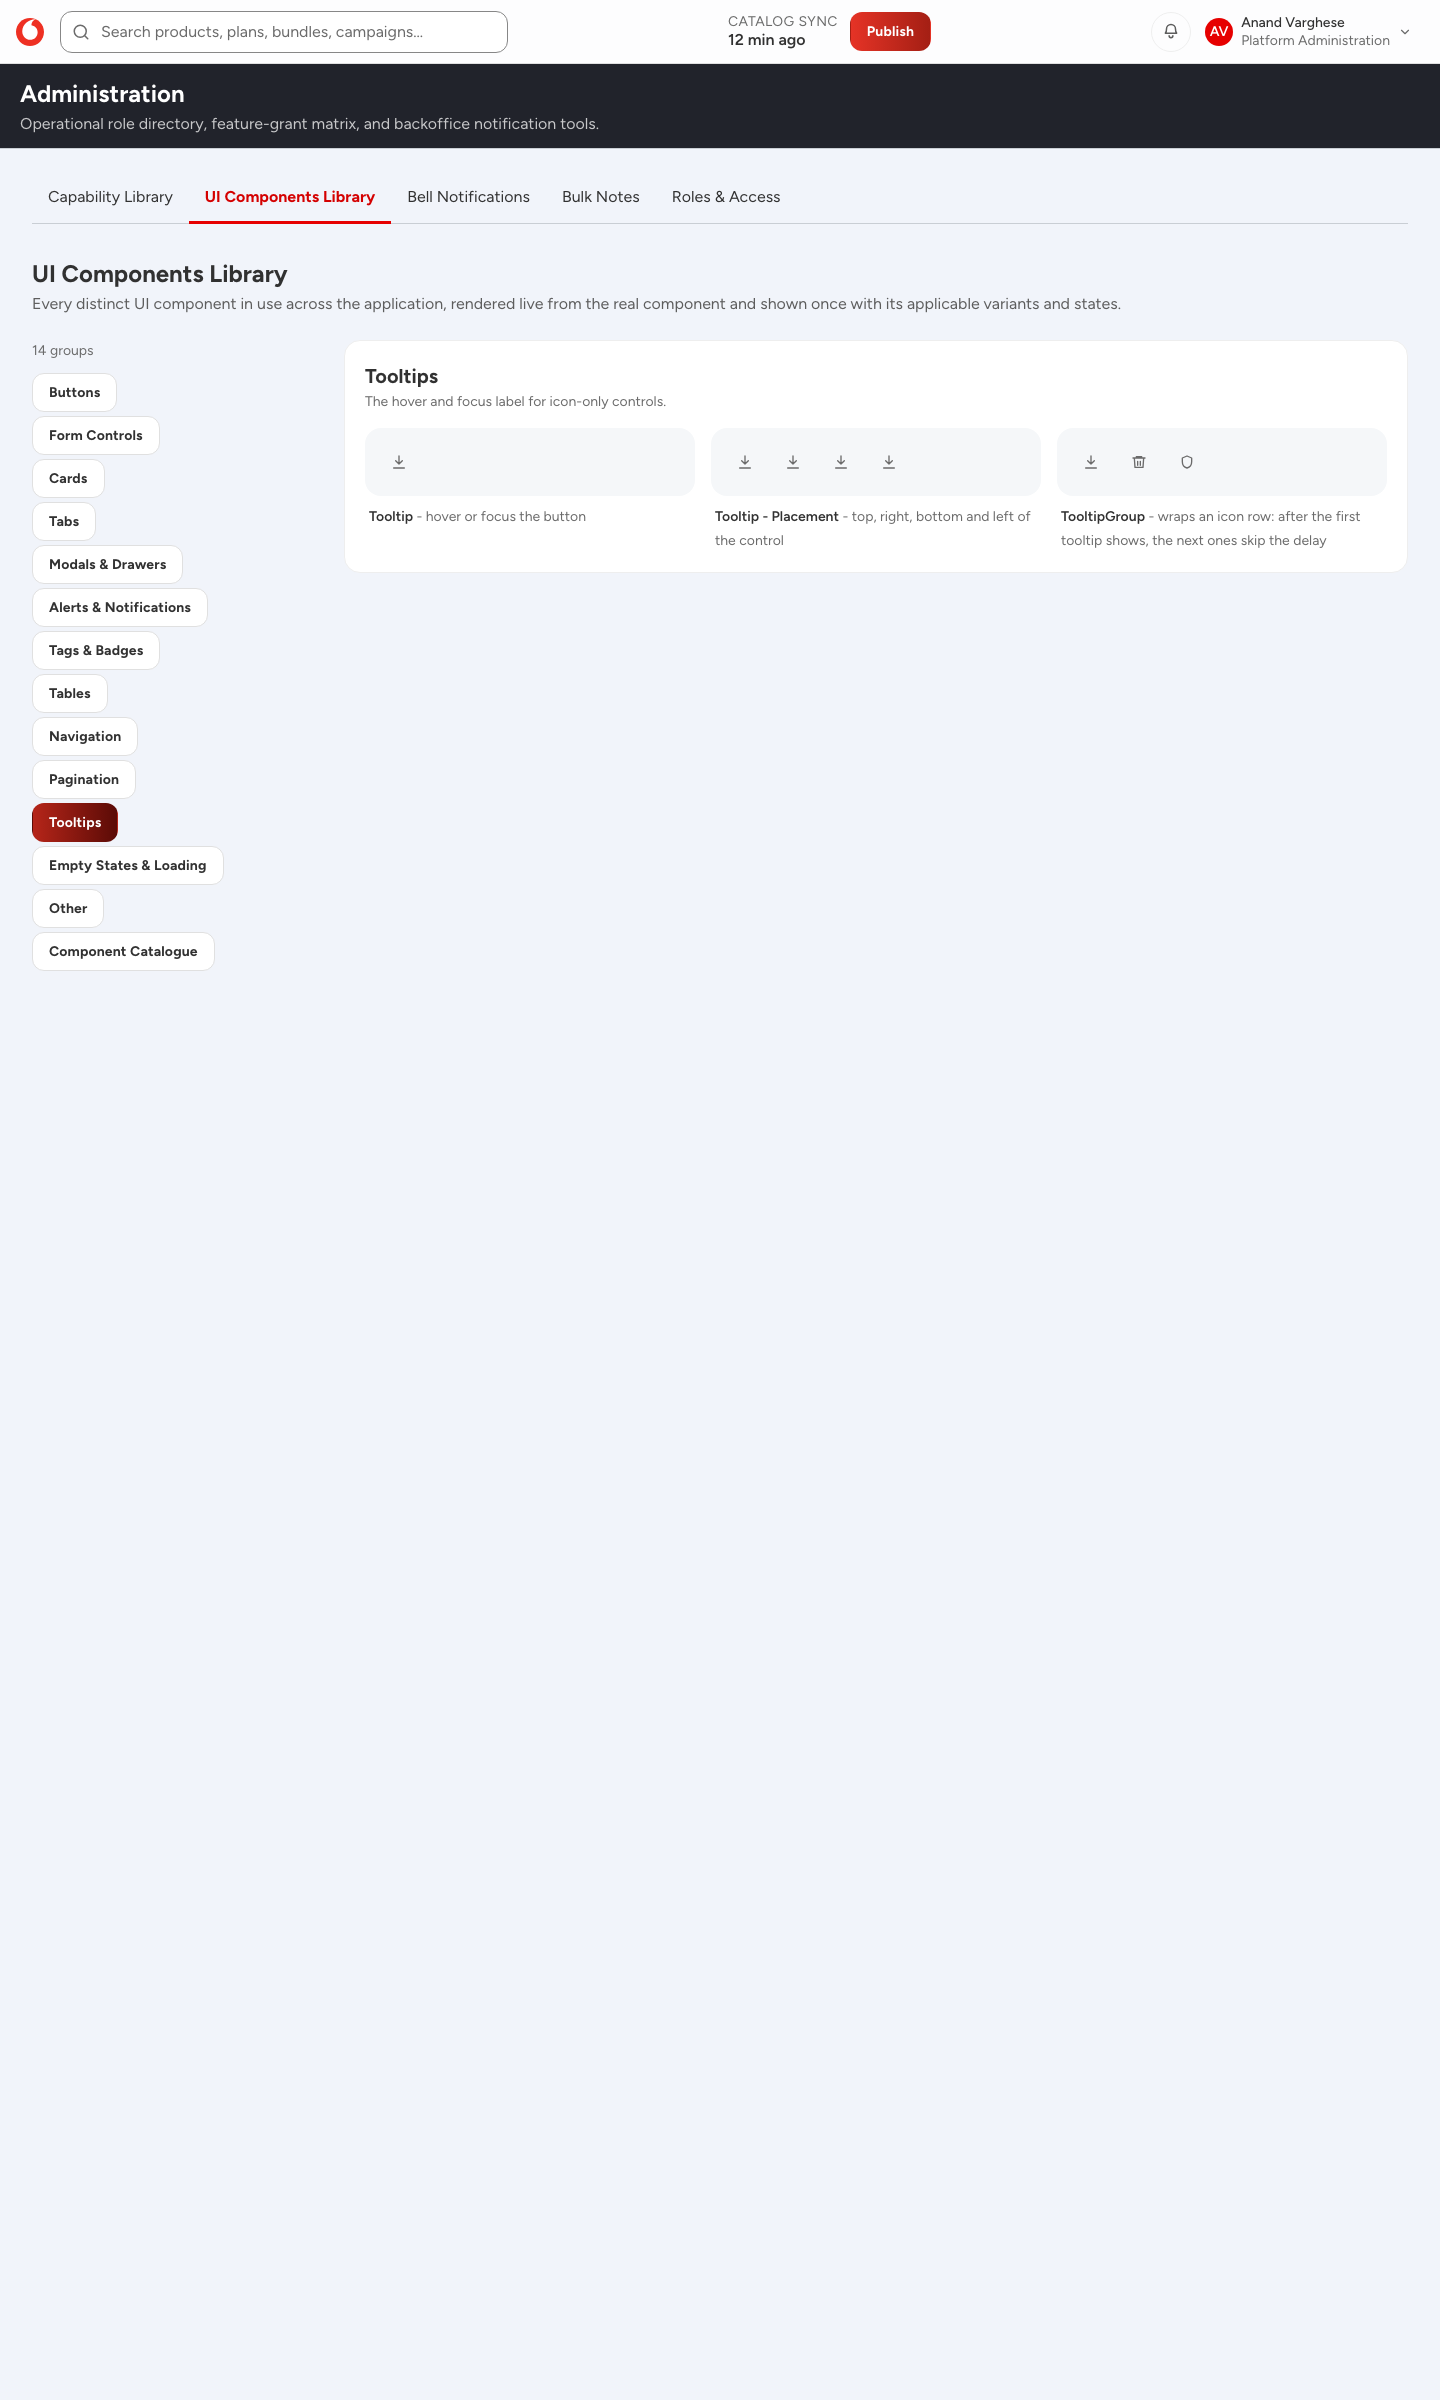 Search products, plans, bundles, campaigns...
CATALOG SYNC
12 min ago
Publish
AV
Anand Varghese
Platform Administration
Administration
Operational role directory, feature-grant matrix, and backoffice notification tools.
Capability Library
UI Components Library
Bell Notifications
Bulk Notes
Roles & Access
UI Components Library
Every distinct UI component in use across the application, rendered live from the real component and shown once with its applicable variants and states.
14 groups
Buttons
Form Controls
Cards
Tabs
Modals & Drawers
Alerts & Notifications
Tags & Badges
Tables
Navigation
Pagination
Tooltips
Empty States & Loading
Other
Component Catalogue
Tooltips
The hover and focus label for icon-only controls.
Tooltip - hover or focus the button
Tooltip - Placement - top, right, bottom and left of
the control
TooltipGroup - wraps an icon row: after the first
tooltip shows, the next ones skip the delay